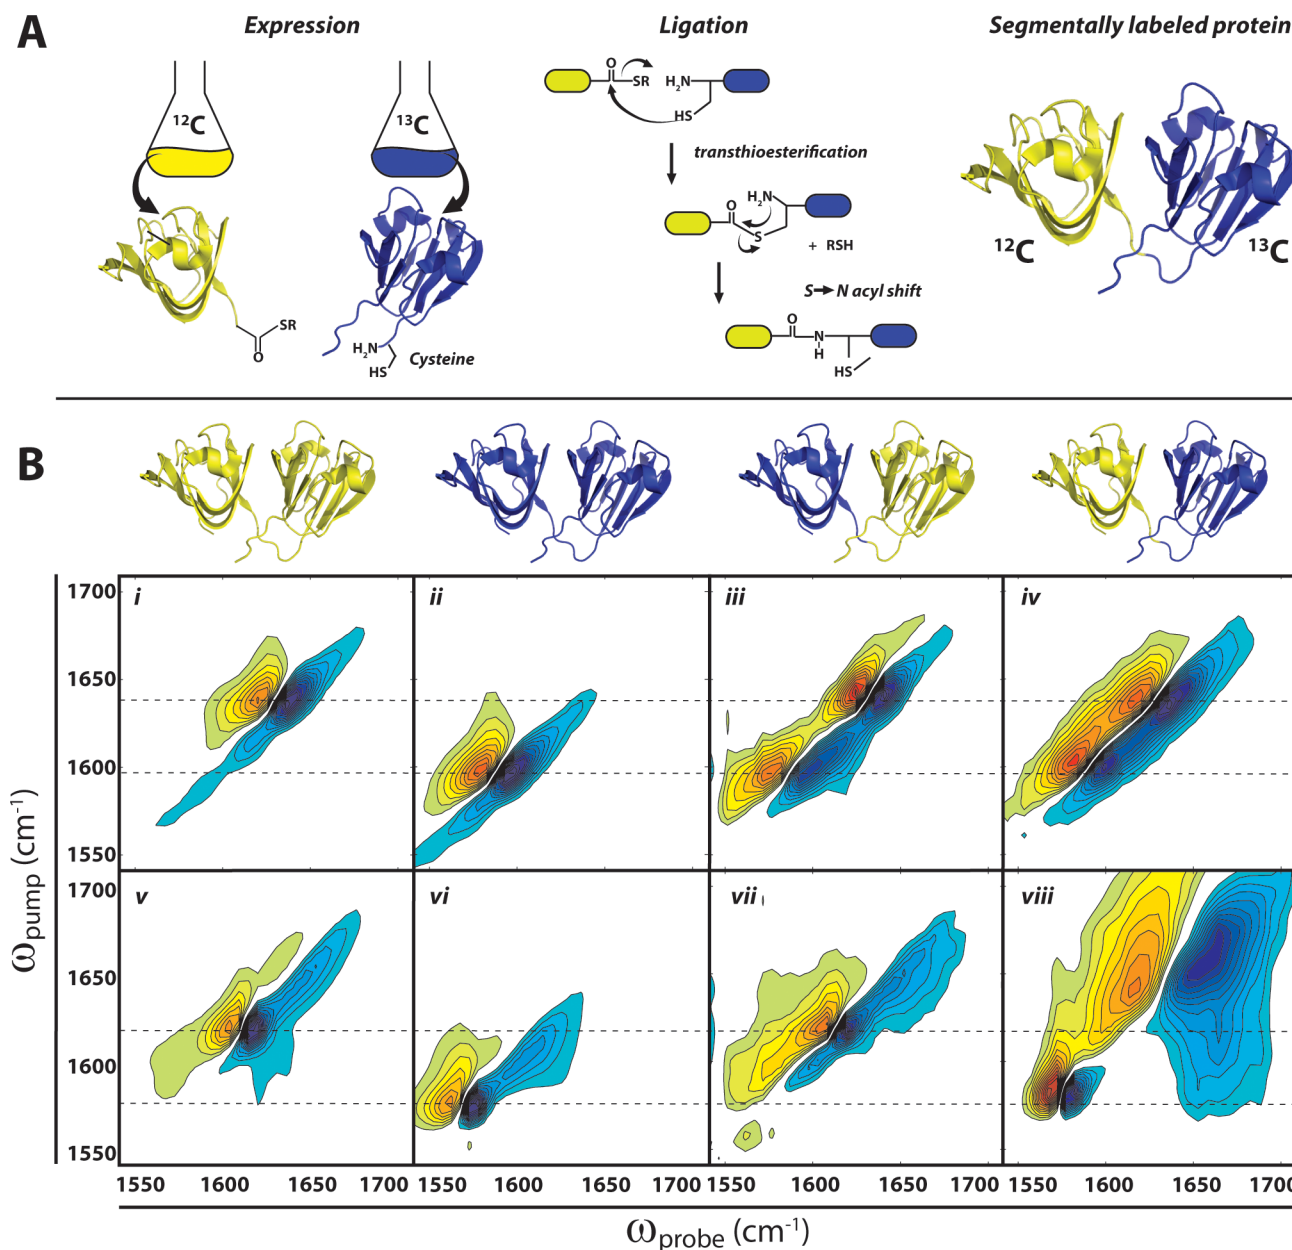 A
Expression
Ligation
Segmentally labeled protein
12C
13C
O
SR
H2N
HS
transthioesterification
H2N
O
S
+ RSH
S→N acyl shift
O
N
H
HS
SR
O
H2N
HS
Cysteine
12C
13C
B
i
ii
iii
iv
1700
1650
1600
1550
v
vi
vii
viii
1700
1650
1600
1550
ωpump (cm-1)
1550 1600 1650 1700 1550 1600 1650 1700 1550 1600 1650 1700 1550 1600 1650 1700
ωprobe (cm-1)